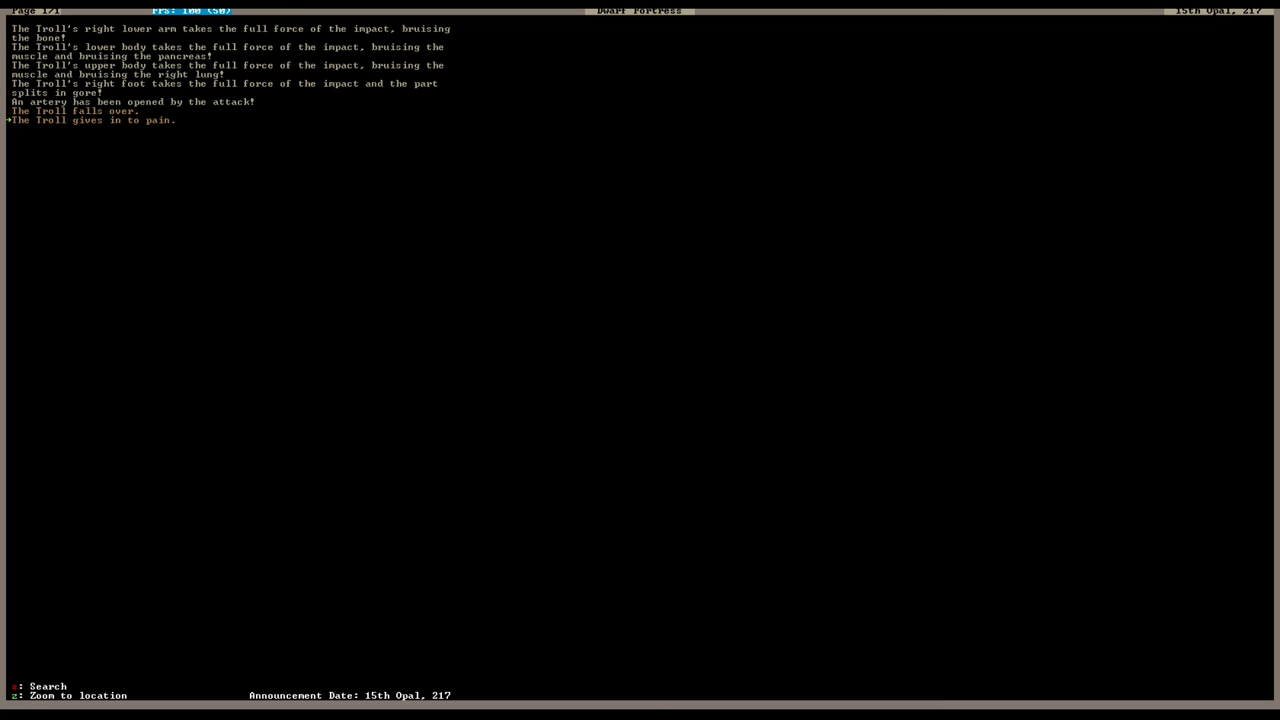 Page 1/1 FPS: 100 (50) Dwarf Fortress 15th Opal, 217
The Troll's right lower arm takes the full force of the impact, bruising
the bone!
The Troll's lower body takes the full force of the impact, bruising the
muscle and bruising the pancreas!
The Troll's upper body takes the full force of the impact, bruising the
muscle and bruising the right lung!
The Troll's right foot takes the full force of the impact and the part
splits in gore!
An artery has been opened by the attack!
The Troll falls over.
The Troll gives in to pain.
s: Search
z: Zoom to location Announcement Date: 15th Opal, 217